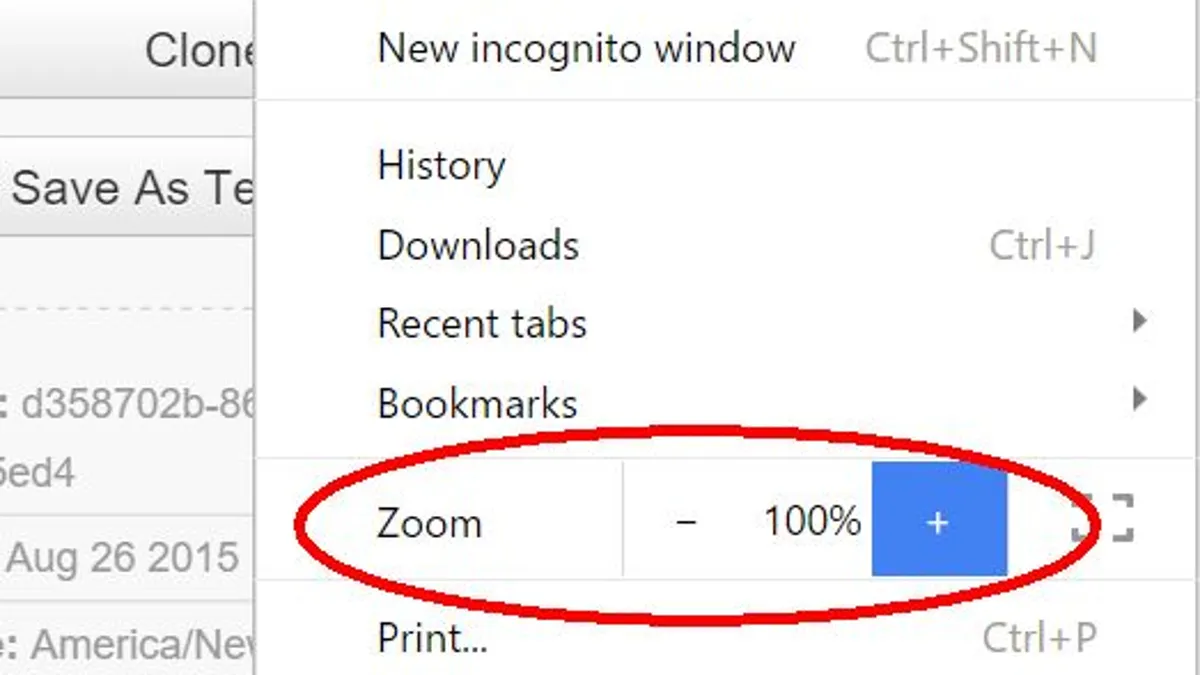 Clone
Save As Te
: d358702b-86
5ed4
Aug 26 2015
e: America/New
New incognito window Ctrl+Shift+N
History
Downloads Ctrl+J
Recent tabs
Bookmarks
Zoom − 100% +
Print... Ctrl+P